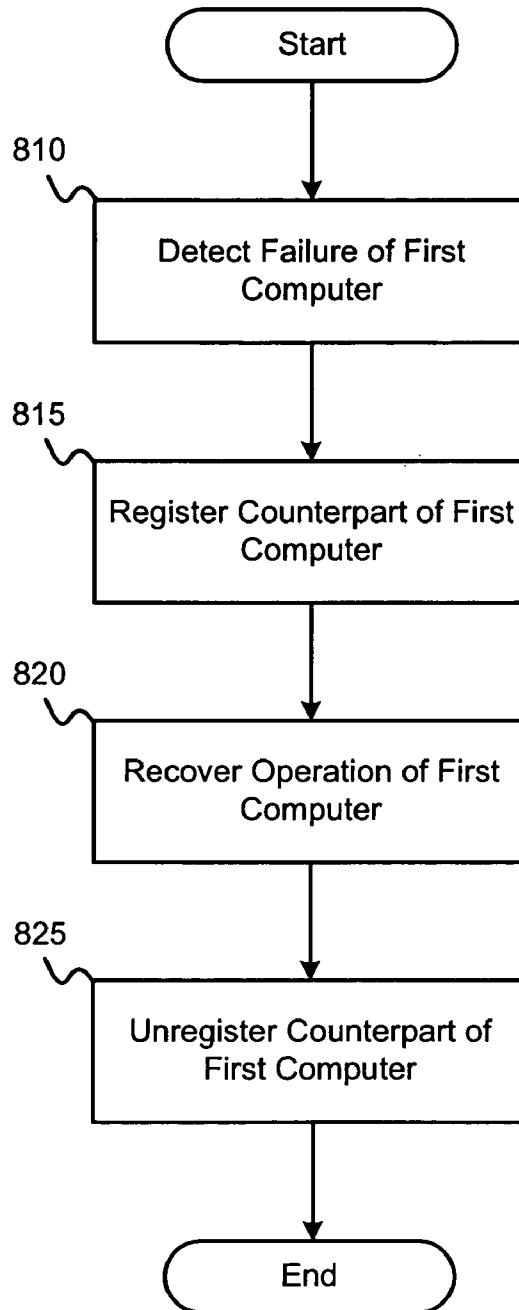 Start
810
Detect Failure of First
Computer
815
Register Counterpart of First
Computer
820
Recover Operation of First
Computer
825
Unregister Counterpart of
First Computer
End